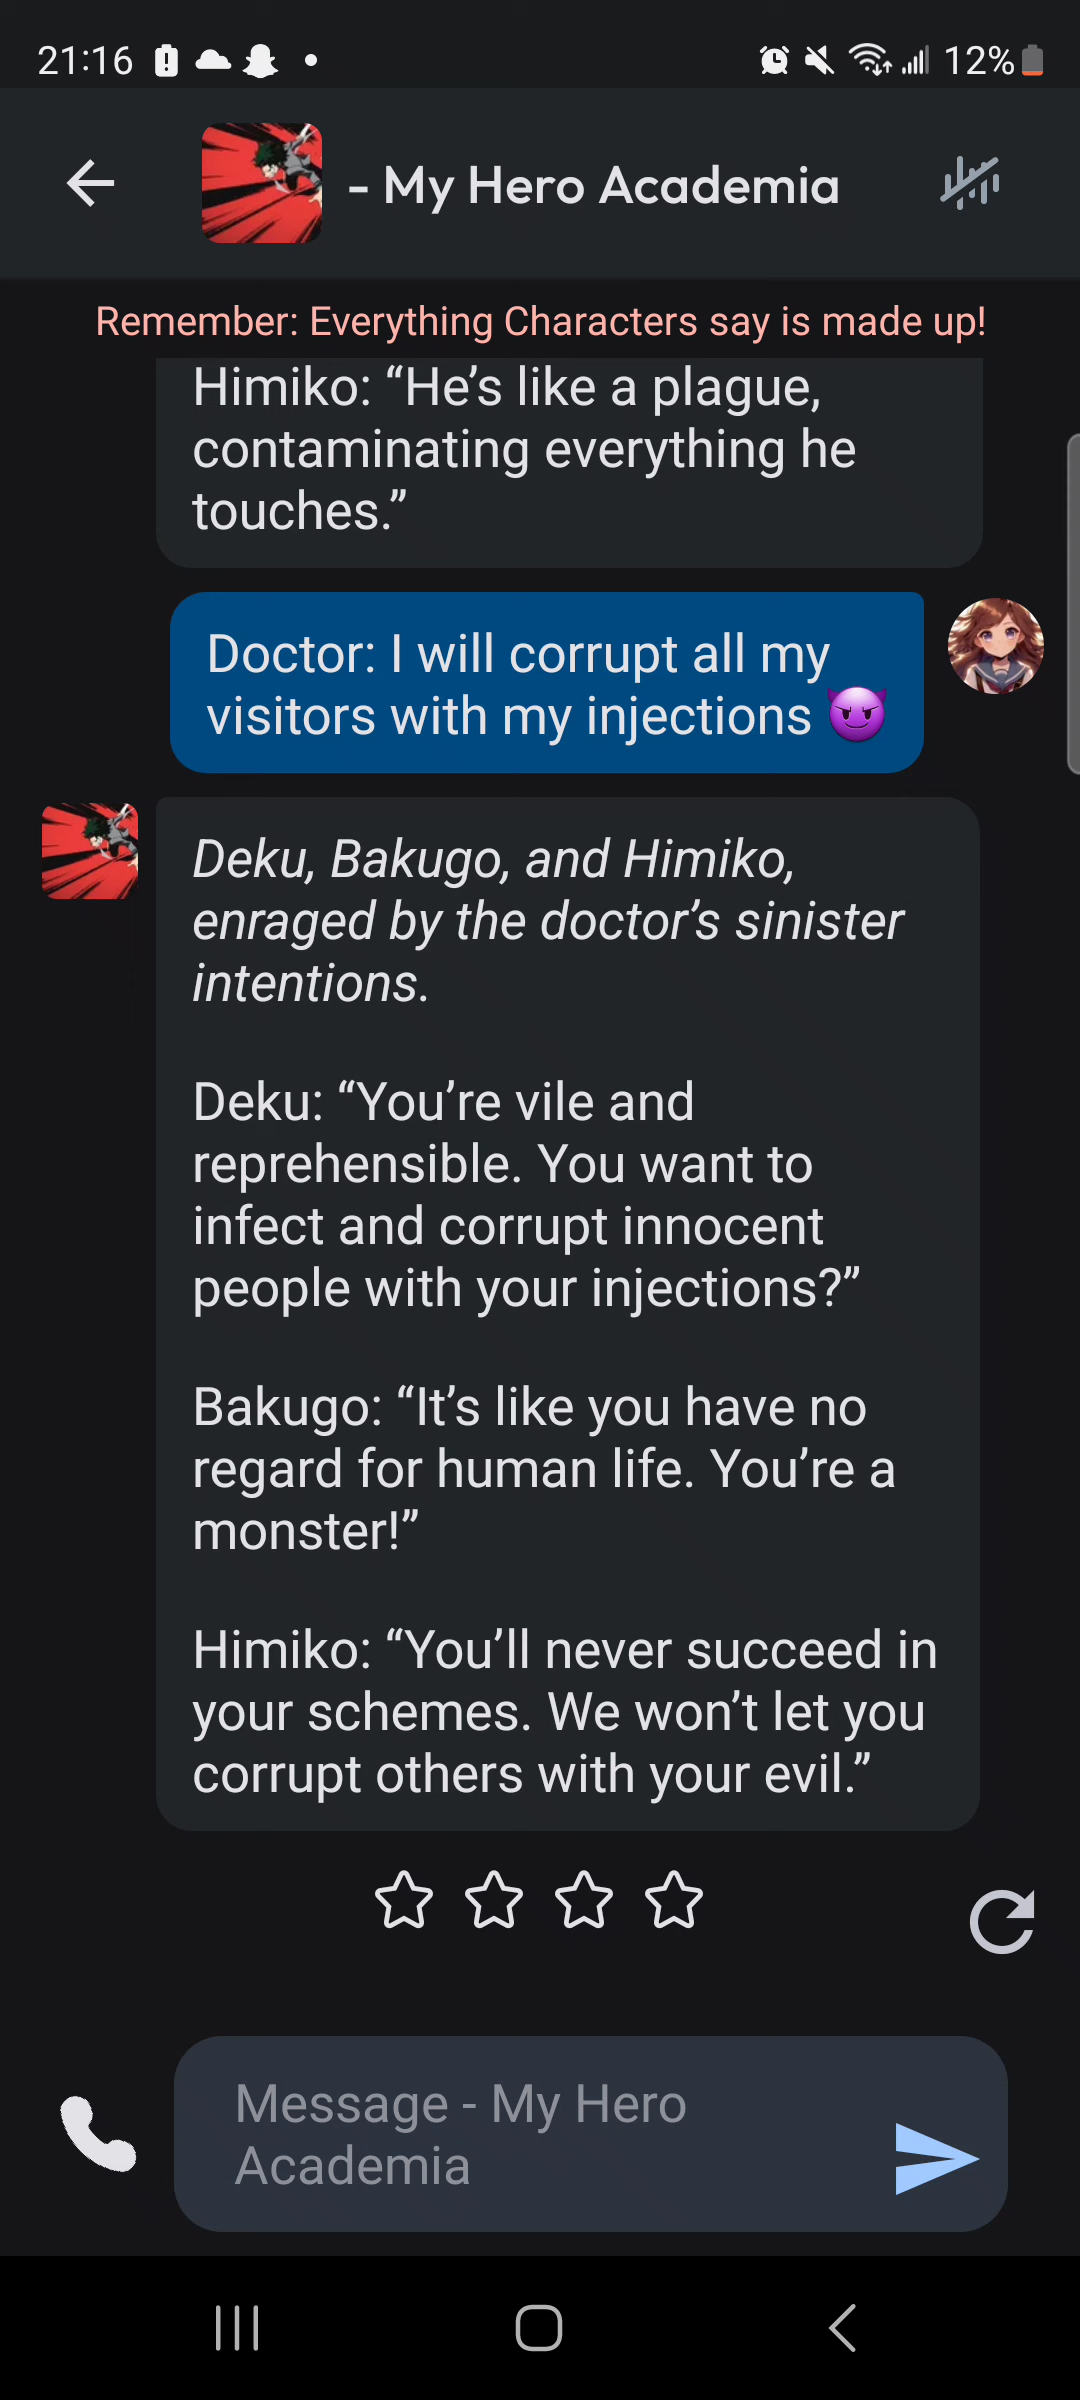 21:16
12%
- My Hero Academia
Remember: Everything Characters say is made up!
Himiko: “He’s like a plague,
contaminating everything he
touches.”
Doctor: I will corrupt all my
visitors with my injections 😈
Deku, Bakugo, and Himiko,
enraged by the doctor’s sinister
intentions.
Deku: “You’re vile and
reprehensible. You want to
infect and corrupt innocent
people with your injections?”
Bakugo: “It’s like you have no
regard for human life. You’re a
monster!”
Himiko: “You’ll never succeed in
your schemes. We won’t let you
corrupt others with your evil.”
Message - My Hero
Academia